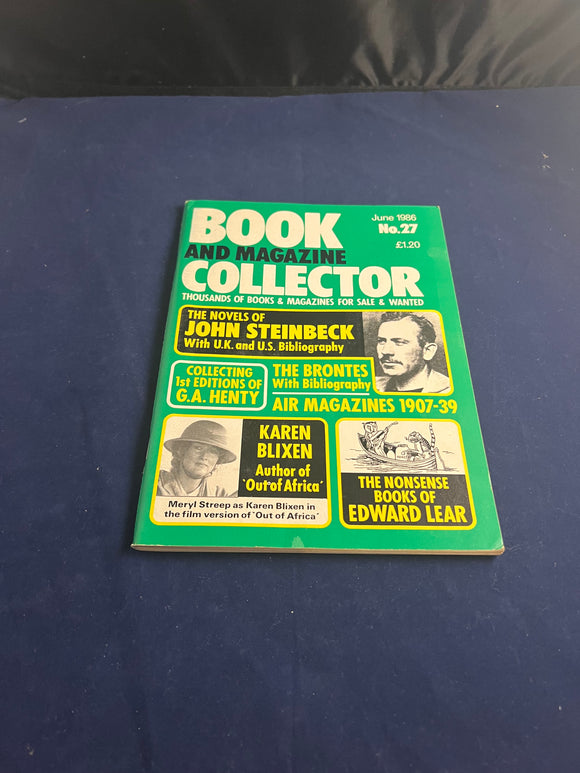 BOOK
AND MAGAZINE
COLLECTOR
June 1986
No.27
£1.20
THOUSANDS OF BOOKS & MAGAZINES FOR SALE & WANTED
THE NOVELS OF
JOHN STEINBECK
With U.K. and U.S. Bibliography
COLLECTING
1st EDITIONS OF
G.A. HENTY
THE BRONTES
With Bibliography
AIR MAGAZINES 1907-39
KAREN
BLIXEN
Author of
'Out of Africa'
Meryl Streep as Karen Blixen in
the film version of 'Out of Africa'
THE NONSENSE
BOOKS OF
EDWARD LEAR